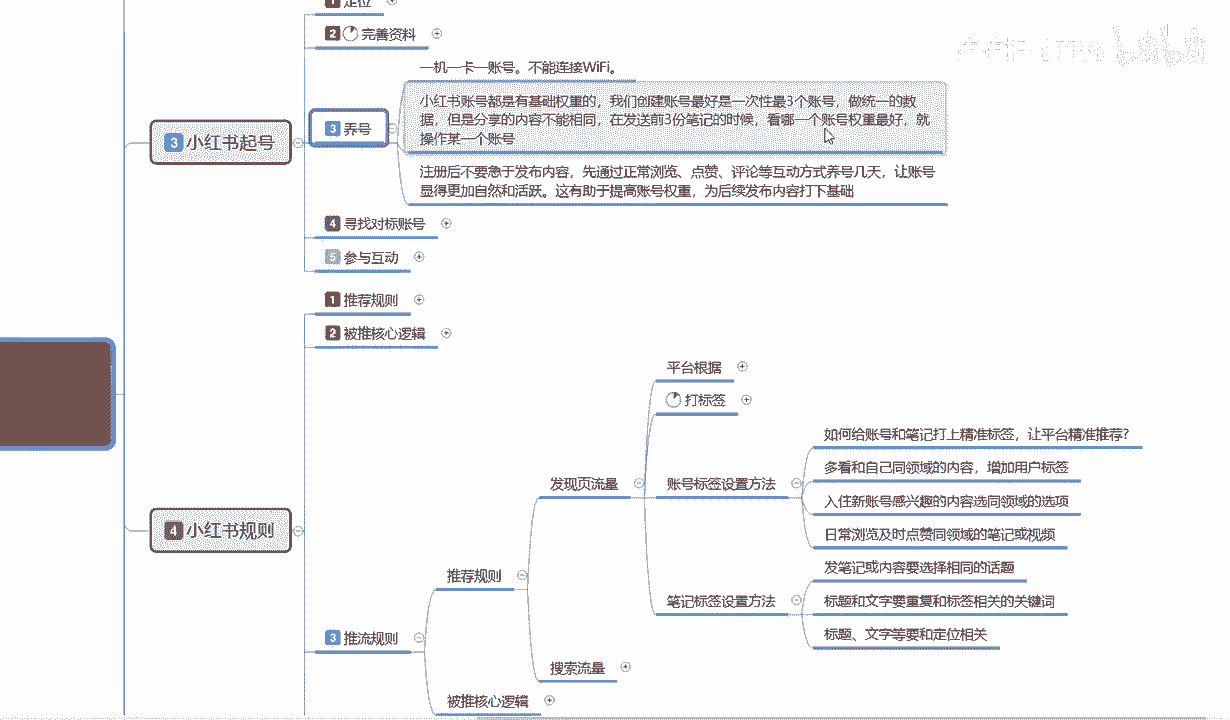 1 定位
2 完善资料
一机一卡一账号。不能连接WiFi。
小红书账号都是有基础权重的，我们创建账号最好是一次性最3个账号，做统一的数
据，但是分享的内容不能相同，在发送前3份笔记的时候，看哪一个账号权重最好，就
操作某一个账号
3 养号
3 小红书起号
注册后不要急于发布内容，先通过正常浏览、点赞、评论等互动方式养号几天，让账号
显得更加自然和活跃。这有助于提高账号权重，为后续发布内容打下基础
4 寻找对标账号
5 参与互动
1 推荐规则
2 被推核心逻辑
平台根据
打标签
如何给账号和笔记打上精准标签，让平台精准推荐?
多看和自己同领域的内容，增加用户标签
发现页流量
账号标签设置方法
入住新账号感兴趣的内容选同领域的选项
4 小红书规则
日常浏览及时点赞同领域的笔记或视频
发笔记或内容要选择相同的话题
推荐规则
笔记标签设置方法
标题和文字要重复和标签相关的关键词
标题、文字等要和定位相关
3 推流规则
搜索流量
被推核心逻辑